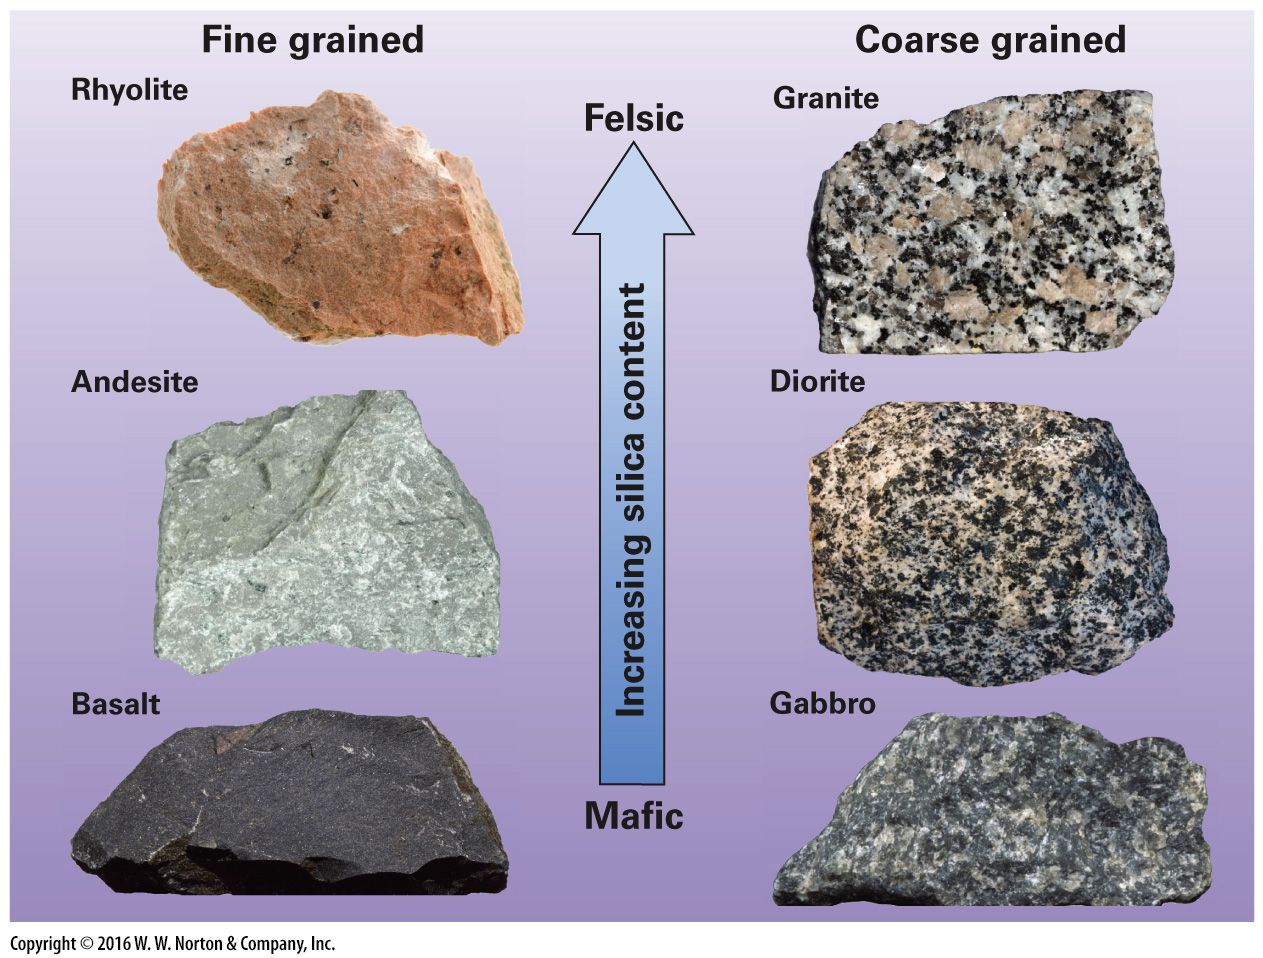 Fine grained
Coarse grained
Rhyolite
Felsic
Granite
Increasing silica content
Andesite
Diorite
Basalt
Gabbro
Mafic
Copyright © 2016 W. W. Norton & Company, Inc.